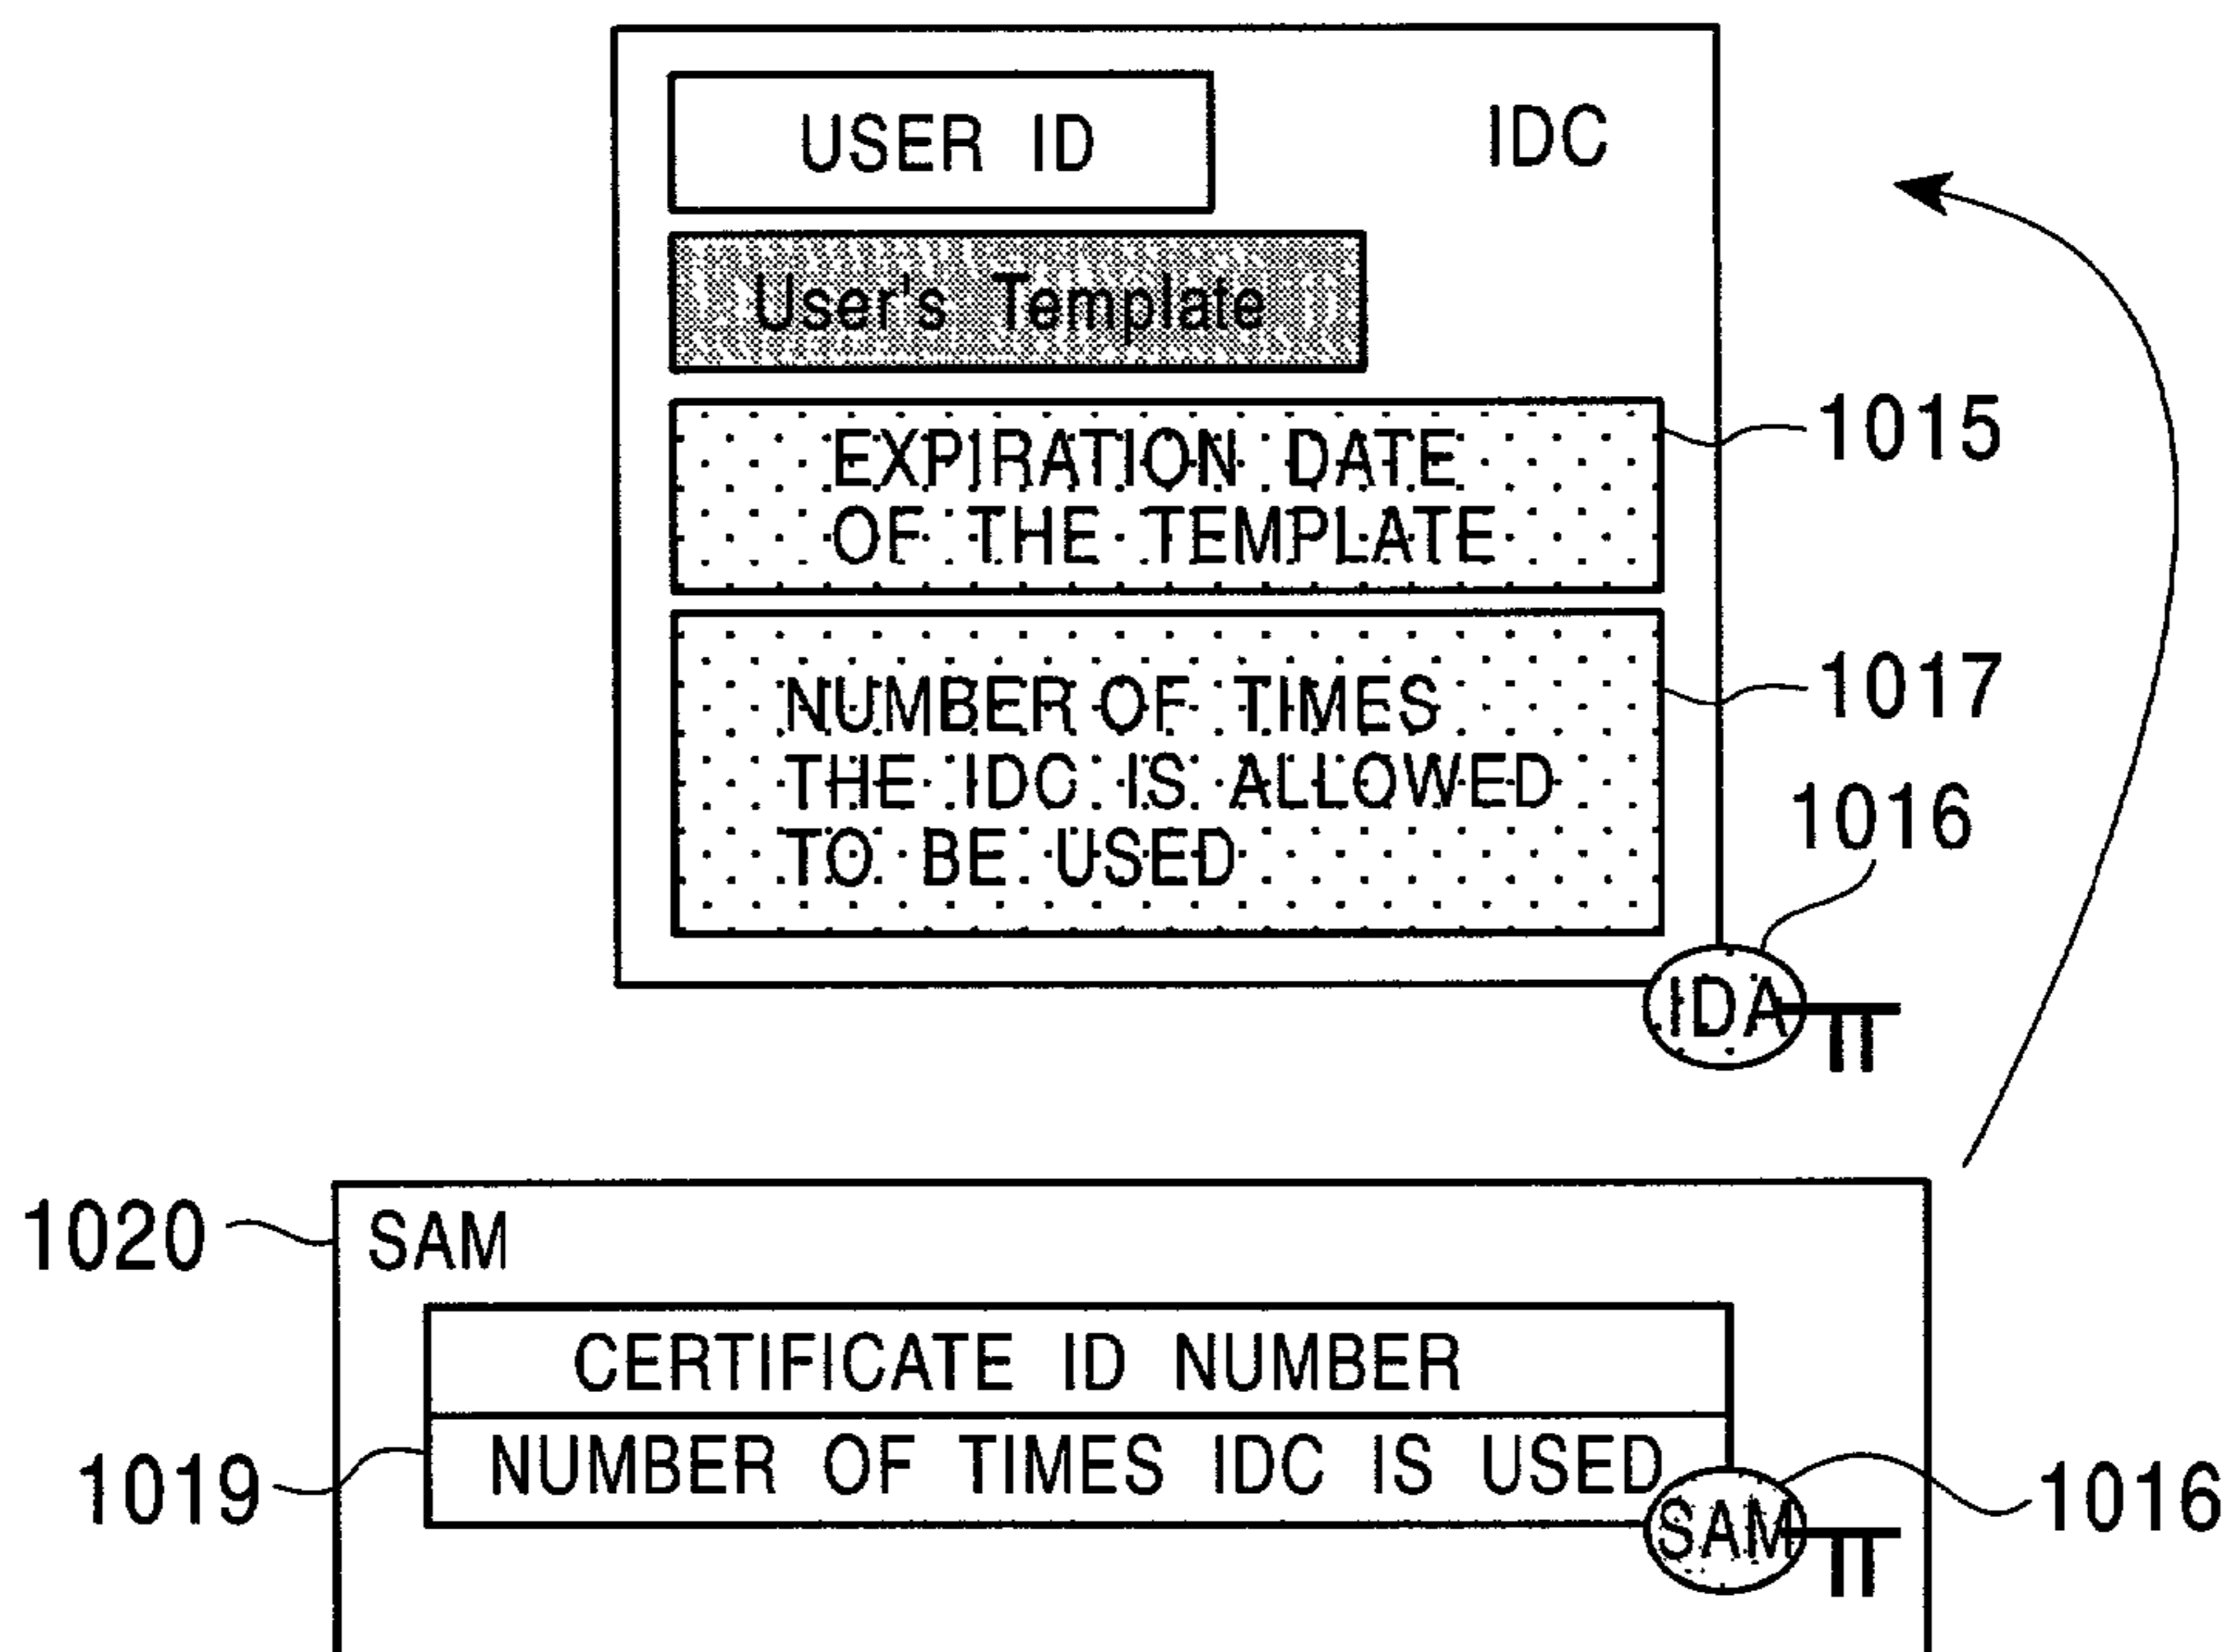 USER ID
IDC
User's Template
EXPIRATION DATE
OF THE TEMPLATE
1015
NUMBER OF TIMES
THE IDC IS ALLOWED
TO BE USED
1017
1016
IDA
1020
SAM
CERTIFICATE ID NUMBER
NUMBER OF TIMES IDC IS USED
1019
SAM
1016